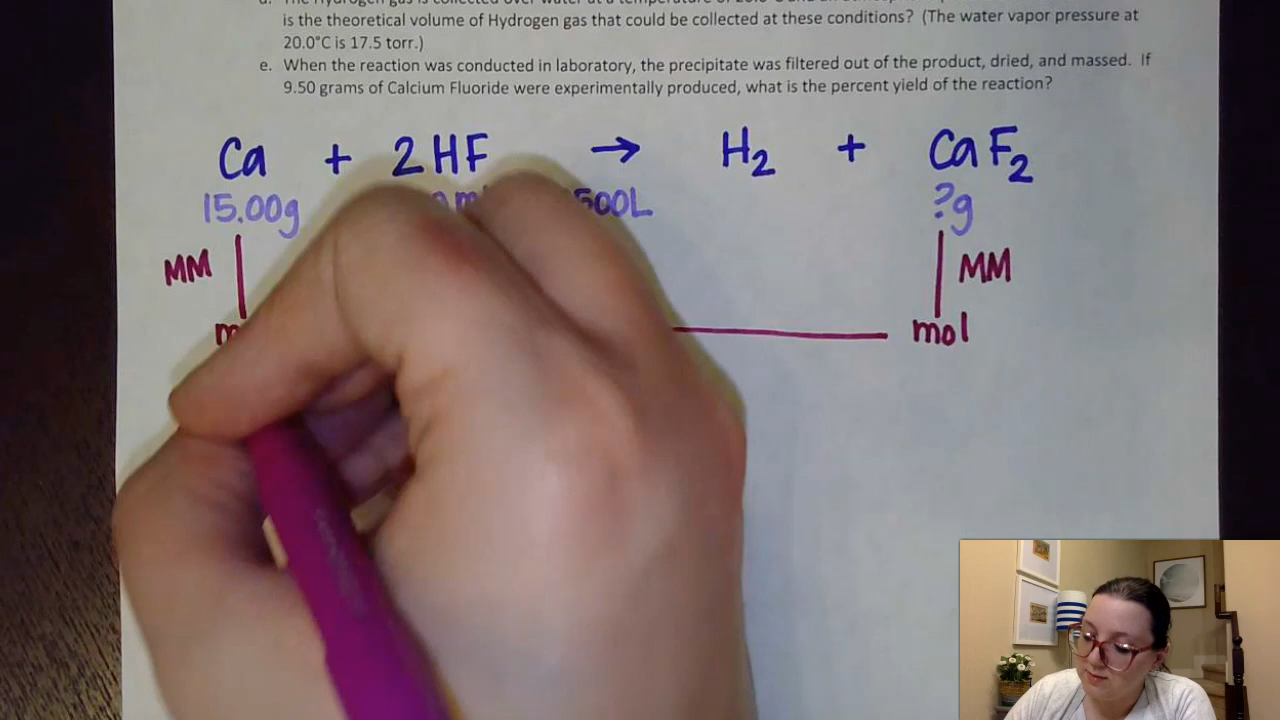 is the theoretical volume of Hydrogen gas that could be collected at these conditions? (The water vapor pressure at
20.0°C is 17.5 torr.)
e. When the reaction was conducted in laboratory, the precipitate was filtered out of the product, dried, and massed. If
9.50 grams of Calcium Fluoride were experimentally produced, what is the percent yield of the reaction?
Ca + 2HF → H2 + CaF2
15.00g 500L ?g
MM MM
mol